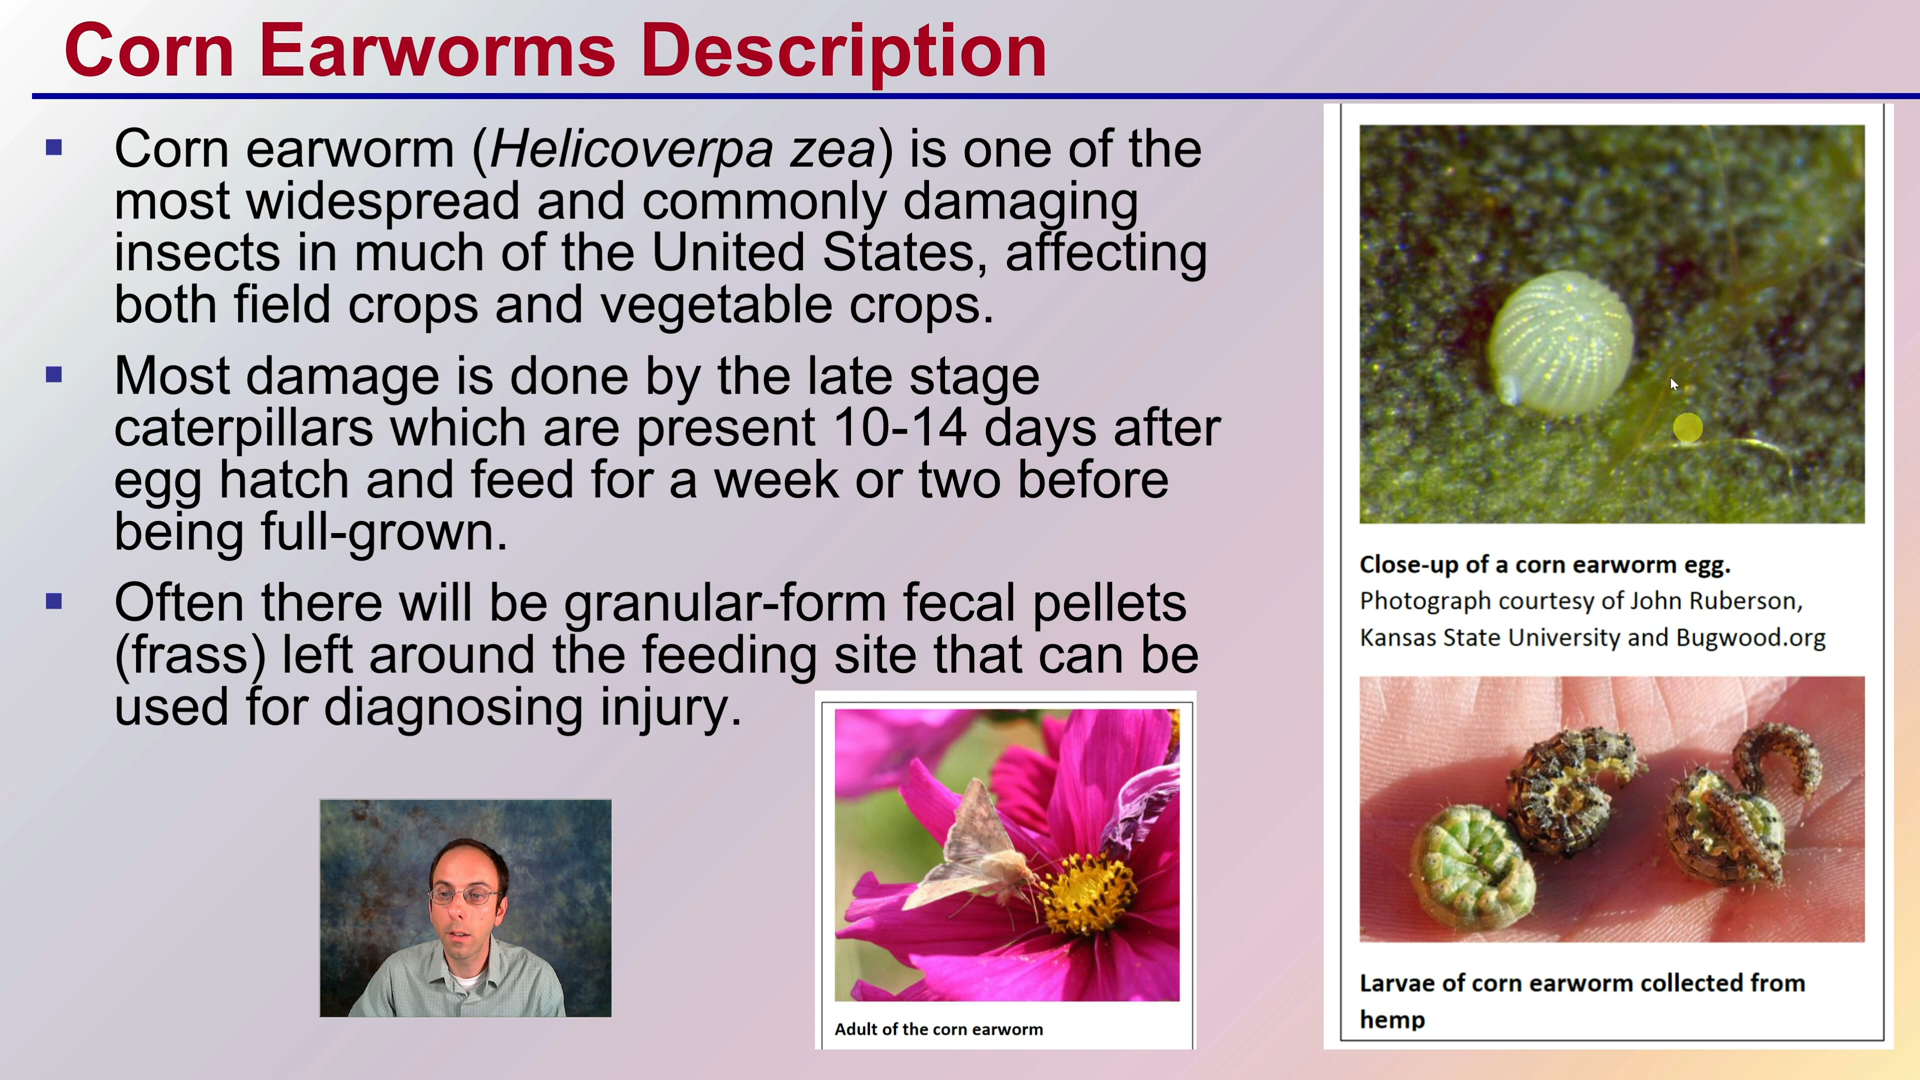 Corn Earworms Description
Corn earworm (Helicoverpa zea) is one of the
most widespread and commonly damaging
insects in much of the United States, affecting
both field crops and vegetable crops.
Most damage is done by the late stage
caterpillars which are present 10-14 days after
egg hatch and feed for a week or two before
being full-grown.
Often there will be granular-form fecal pellets
(frass) left around the feeding site that can be
used for diagnosing injury.
Adult of the corn earworm
Close-up of a corn earworm egg.
Photograph courtesy of John Ruberson,
Kansas State University and Bugwood.org
Larvae of corn earworm collected from
hemp